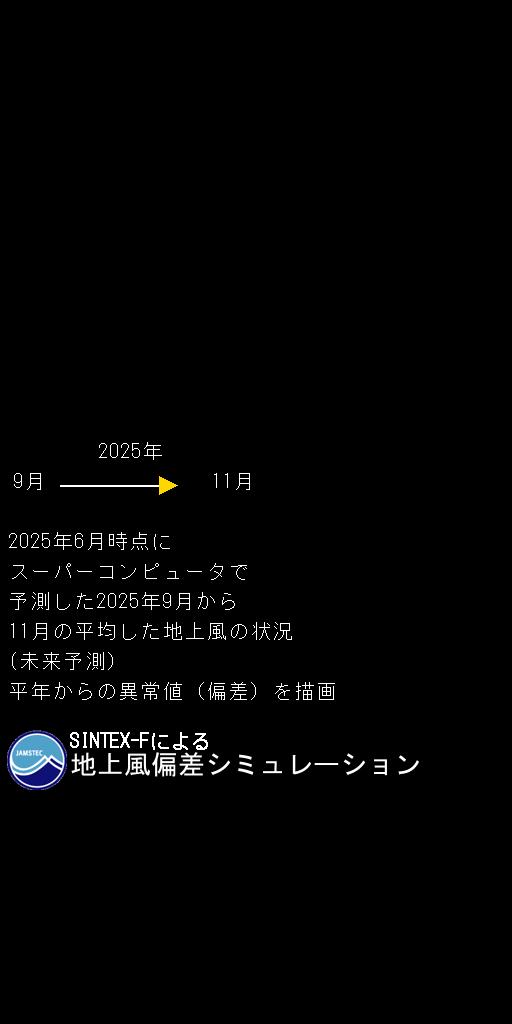 2025年
9月 11月
2025年6月時点に
スーパーコンピュータで
予測した2025年9月から
11月の平均した地上風の状況
(未来予測)
平年からの異常値（偏差）を描画
SINTEX-Fによる
JAMSTEC
地上風偏差シミュレーション